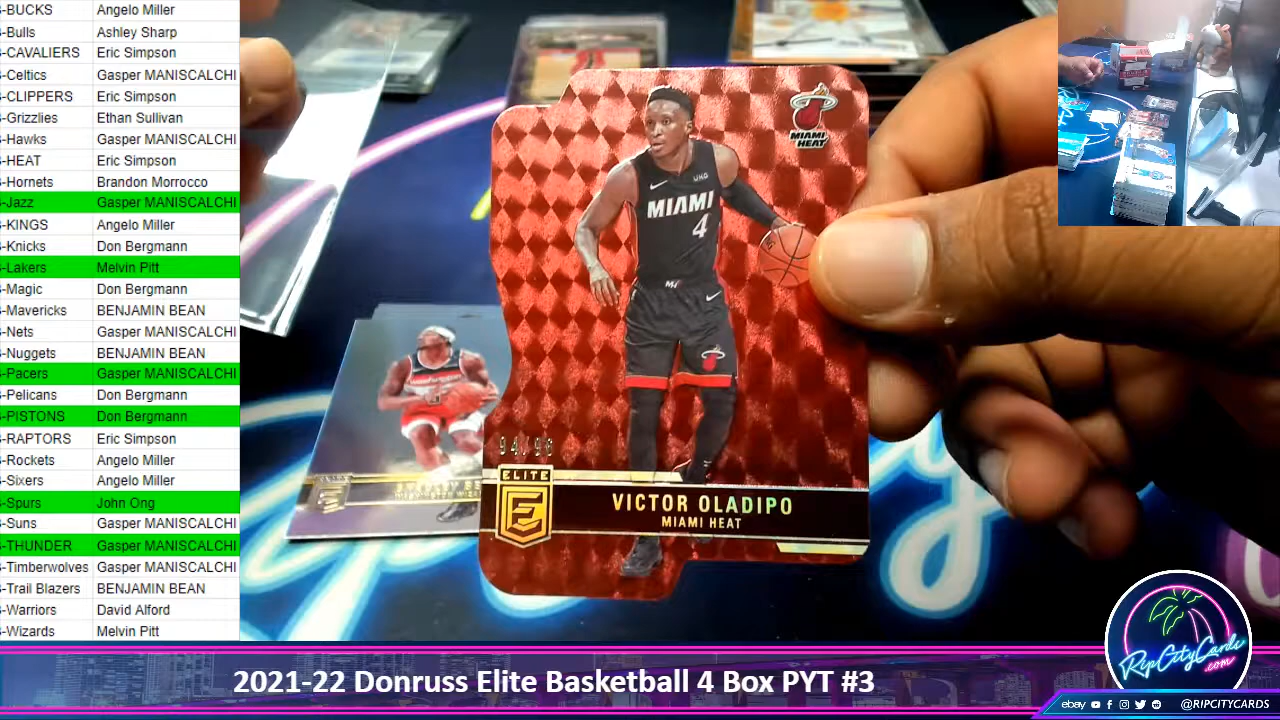 -BUCKS Angelo Miller
-Bulls Ashley Sharp
-CAVALIERS Eric Simpson
-Celtics Gasper MANISCALCHI
-CLIPPERS Eric Simpson
-Grizzlies Ethan Sullivan
-Hawks Gasper MANISCALCHI
-HEAT Eric Simpson
-Hornets Brandon Morrocco
-Jazz Gasper MANISCALCHI
-KINGS Angelo Miller
-Knicks Don Bergmann
-Lakers Melvin Pitt
-Magic Don Bergmann
-Mavericks BENJAMIN BEAN
-Nets Gasper MANISCALCHI
-Nuggets BENJAMIN BEAN
-Pacers Gasper MANISCALCHI
-Pelicans Don Bergmann
-PISTONS Don Bergmann
-RAPTORS Eric Simpson
-Rockets Angelo Miller
-Sixers Angelo Miller
-Spurs John Ong
-Suns Gasper MANISCALCHI
-THUNDER Gasper MANISCALCHI
-Timberwolves Gasper MANISCALCHI
-Trail Blazers BENJAMIN BEAN
-Warriors David Alford
-Wizards Melvin Pitt
MIAMI
HEAT
UKG
MIAMI
4
ELITE
E
VICTOR OLADIPO
MIAMI HEAT
RipCityCards
.com
2021-22 Donruss Elite Basketball 4 Box PYT #3
ebay @RIPCITYCARDS